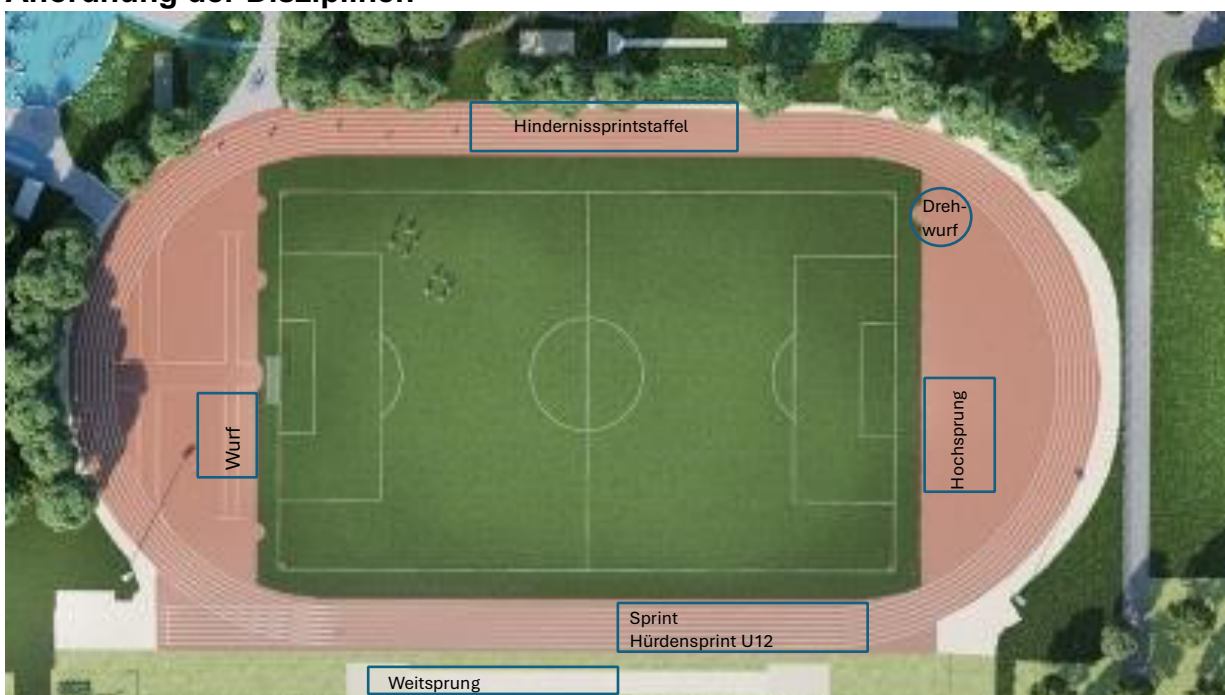 Anordnung der Disziplinen
Hindernissprintstaffel
Dreh-
wurf
Wurf
Hochsprung
Sprint
Hürdensprint U12
Weitsprung